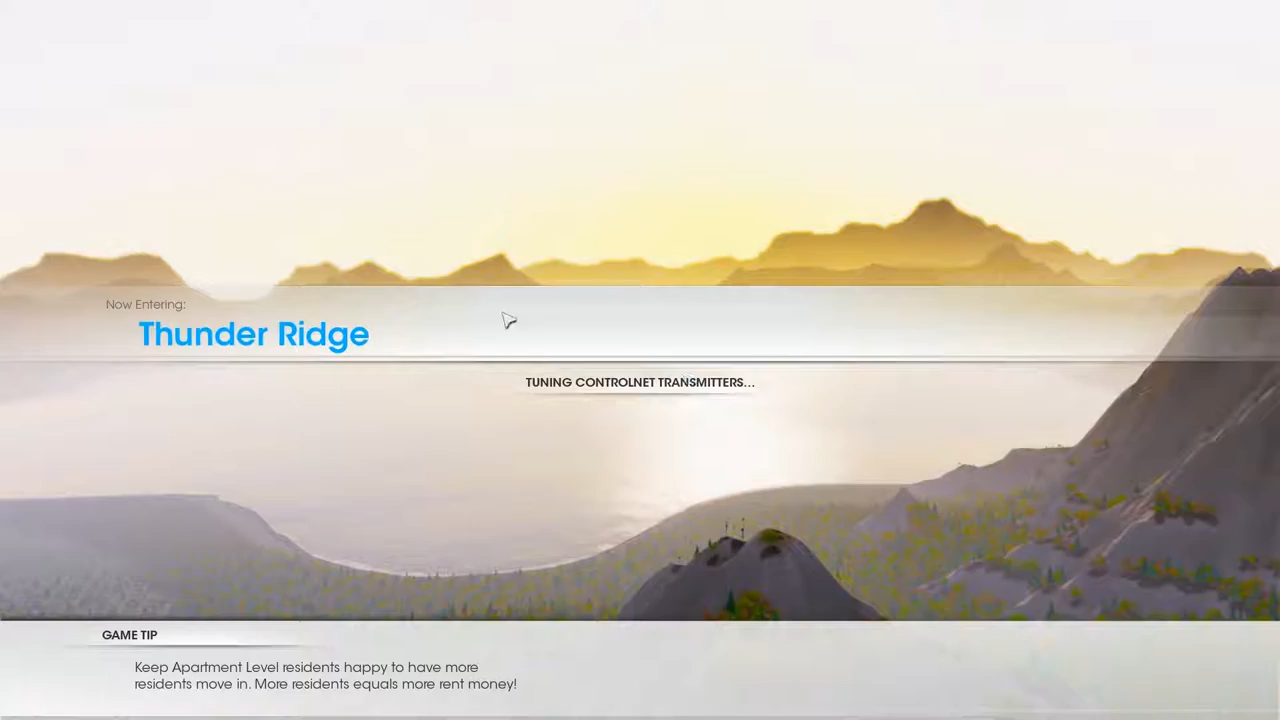 Now Entering:
Thunder Ridge
TUNING CONTROLNET TRANSMITTERS...
GAME TIP
Keep Apartment Level residents happy to have more
residents move in. More residents equals more rent money!